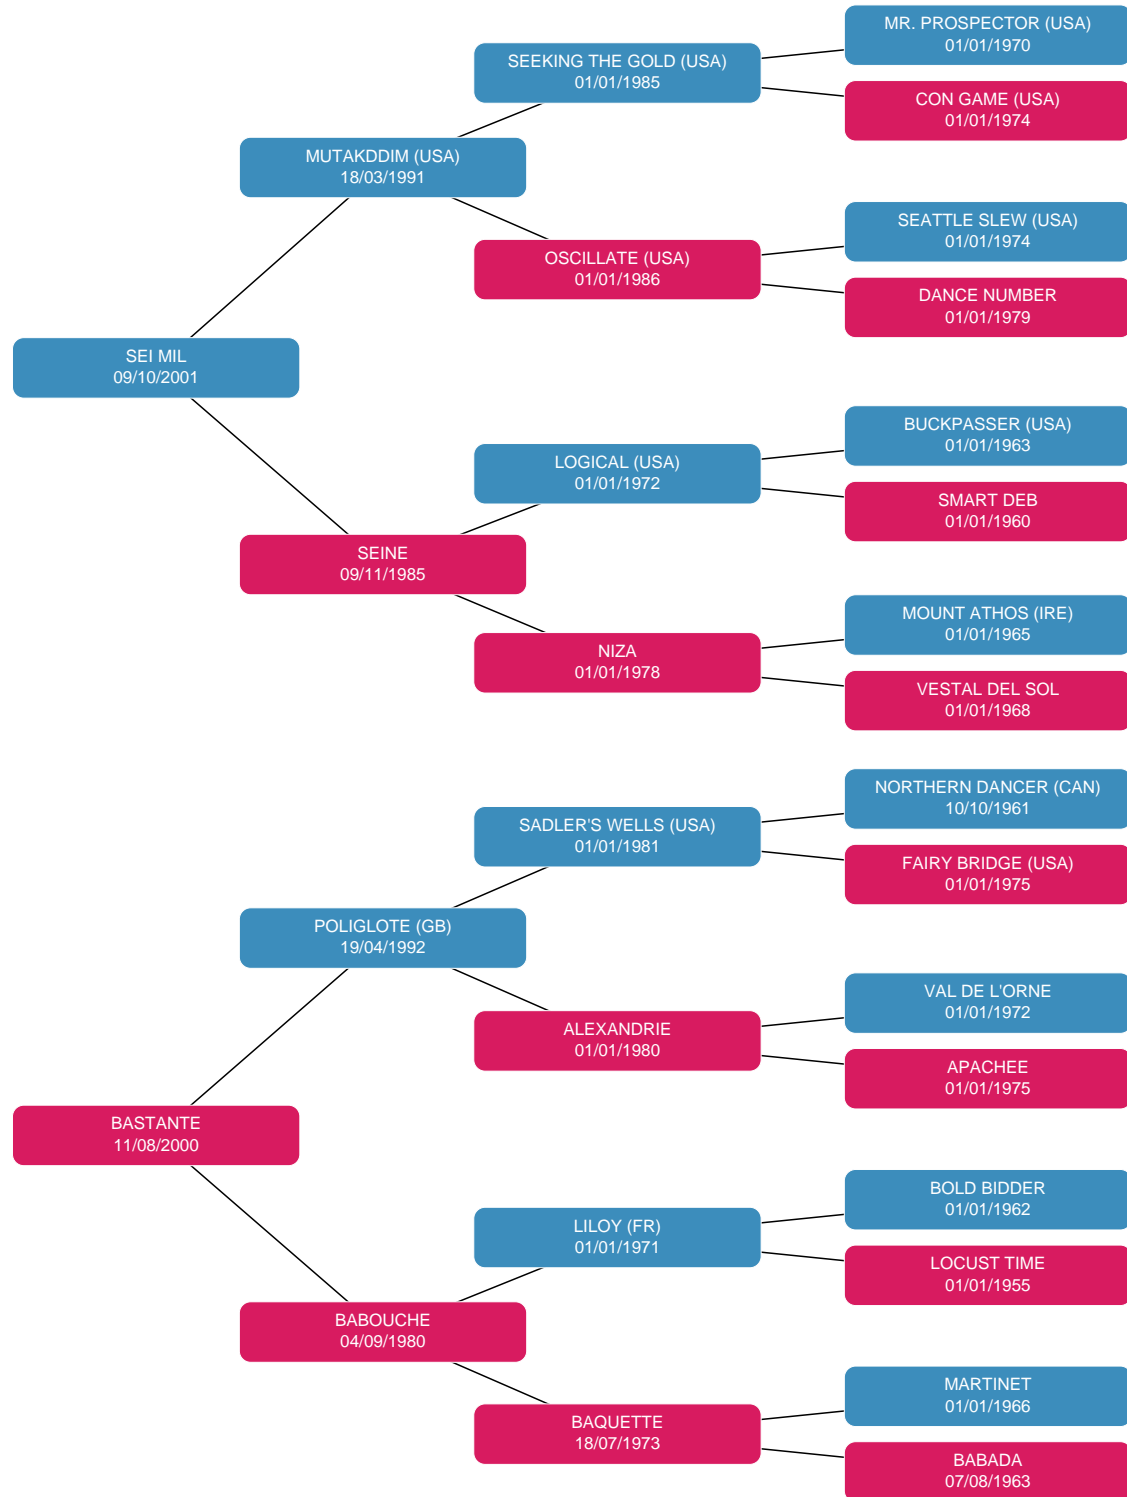 MR. PROSPECTOR (USA)
01/01/1970
SEEKING THE GOLD (USA)
01/01/1985
CON GAME (USA)
01/01/1974
MUTAKDDIM (USA)
18/03/1991
SEATTLE SLEW (USA)
01/01/1974
OSCILLATE (USA)
01/01/1986
DANCE NUMBER
01/01/1979
SEI MIL
09/10/2001
BUCKPASSER (USA)
01/01/1963
LOGICAL (USA)
01/01/1972
SMART DEB
01/01/1960
SEINE
09/11/1985
MOUNT ATHOS (IRE)
01/01/1965
NIZA
01/01/1978
VESTAL DEL SOL
01/01/1968
NORTHERN DANCER (CAN)
10/10/1961
SADLER'S WELLS (USA)
01/01/1981
FAIRY BRIDGE (USA)
01/01/1975
POLIGLOTE (GB)
19/04/1992
VAL DE L'ORNE
01/01/1972
ALEXANDRIE
01/01/1980
APACHEE
01/01/1975
BASTANTE
11/08/2000
BOLD BIDDER
01/01/1962
LILOY (FR)
01/01/1971
LOCUST TIME
01/01/1955
BABOUCHE
04/09/1980
MARTINET
01/01/1966
BAQUETTE
18/07/1973
BABADA
07/08/1963